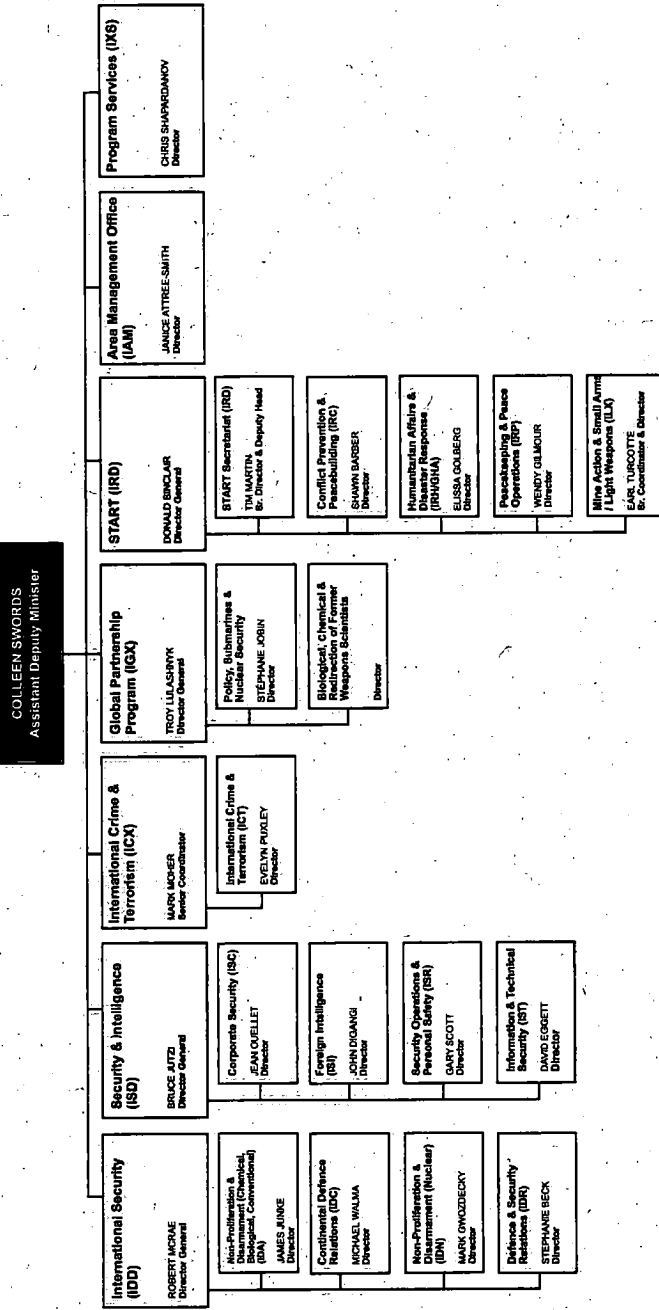 COLLEEN SWORDS
Assistant Deputy Minister
International Security
(IDD)
ROBERT MCRAE
Director General
Non-Proliferation &
Disarmament (Chemical,
Biological, Conventional)
(IDA)
JAMES JUNKE
Director
Continental Defence
Relations (IDC)
MICHAEL WALMA
Director
Non-Proliferation &
Disarmament (Nuclear)
(IDN)
MARK GWOZDECKY
Director
Defence & Security
Relations (IDR)
STEPHANIE BECK
Director
Security & Intelligence
(ISD)
BRUCE JUTZI
Director General
Corporate Security (ISC)
JEAN OUELLET
Director
Foreign Intelligence
(ISI)
JOHN DIGANGI
Director
Security Operations &
Personal Safety (ISR)
GARY SCOTT
Director
Information & Technical
Security (IST)
DAVID EGGETT
Director
International Crime &
Terrorism (ICX)
MARK MOHER
Senior Coordinator
International Crime &
Terrorism (ICT)
EVELYN PUXLEY
Director
Global Partnership
Program (IGX)
TROY LULASHNYK
Director General
Policy, Submarines &
Nuclear Security
STÉPHANE JOBIN
Director
Biological, Chemical &
Redirection of Former
Weapons Scientists
Director
START (IRD)
DONALD SINCLAIR
Director General
START Secretariat (IRD)
TIM MARTIN
Sr. Director & Deputy Head
Conflict Prevention &
Peacebuilding (IRC)
SHAWN BARBER
Director
Humanitarian Affairs &
Disaster Response
(IRH/GHA)
ELISSA GOLBERG
Director
Peacekeeping & Peace
Operations (IRP)
WENDY GILMOUR
Director
Mine Action & Small Arms
/ Light Weapons (ILX)
EARL TURCOTTE
Sr. Coordinator & Director
Area Management Office
(IAM)
JANICE ATTREE-SMITH
Director
Program Services (IXS)
CHRIS SHAPARDANOV
Director